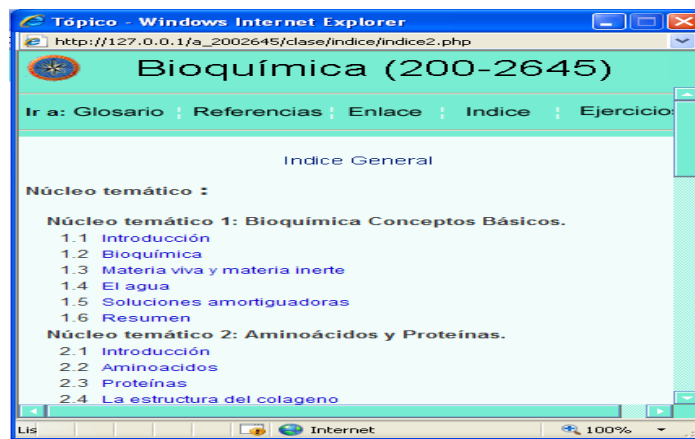 Tópico - Windows Internet Explorer
http://127.0.0.1/a_2002645/clase/indice/indice2.php
Bioquímica (200-2645)
Ir a: Glosario Referencias Enlace Indice Ejercicio
Indice General
Núcleo temático :
Núcleo temático 1: Bioquímica Conceptos Básicos.
1.1 Introducción
1.2 Bioquímica
1.3 Materia viva y materia inerte
1.4 El agua
1.5 Soluciones amortiguadoras
1.6 Resumen
Núcleo temático 2: Aminoácidos y Proteínas.
2.1 Introducción
2.2 Aminoacidos
2.3 Proteínas
2.4 La estructura del colageno
Lis Internet 100%